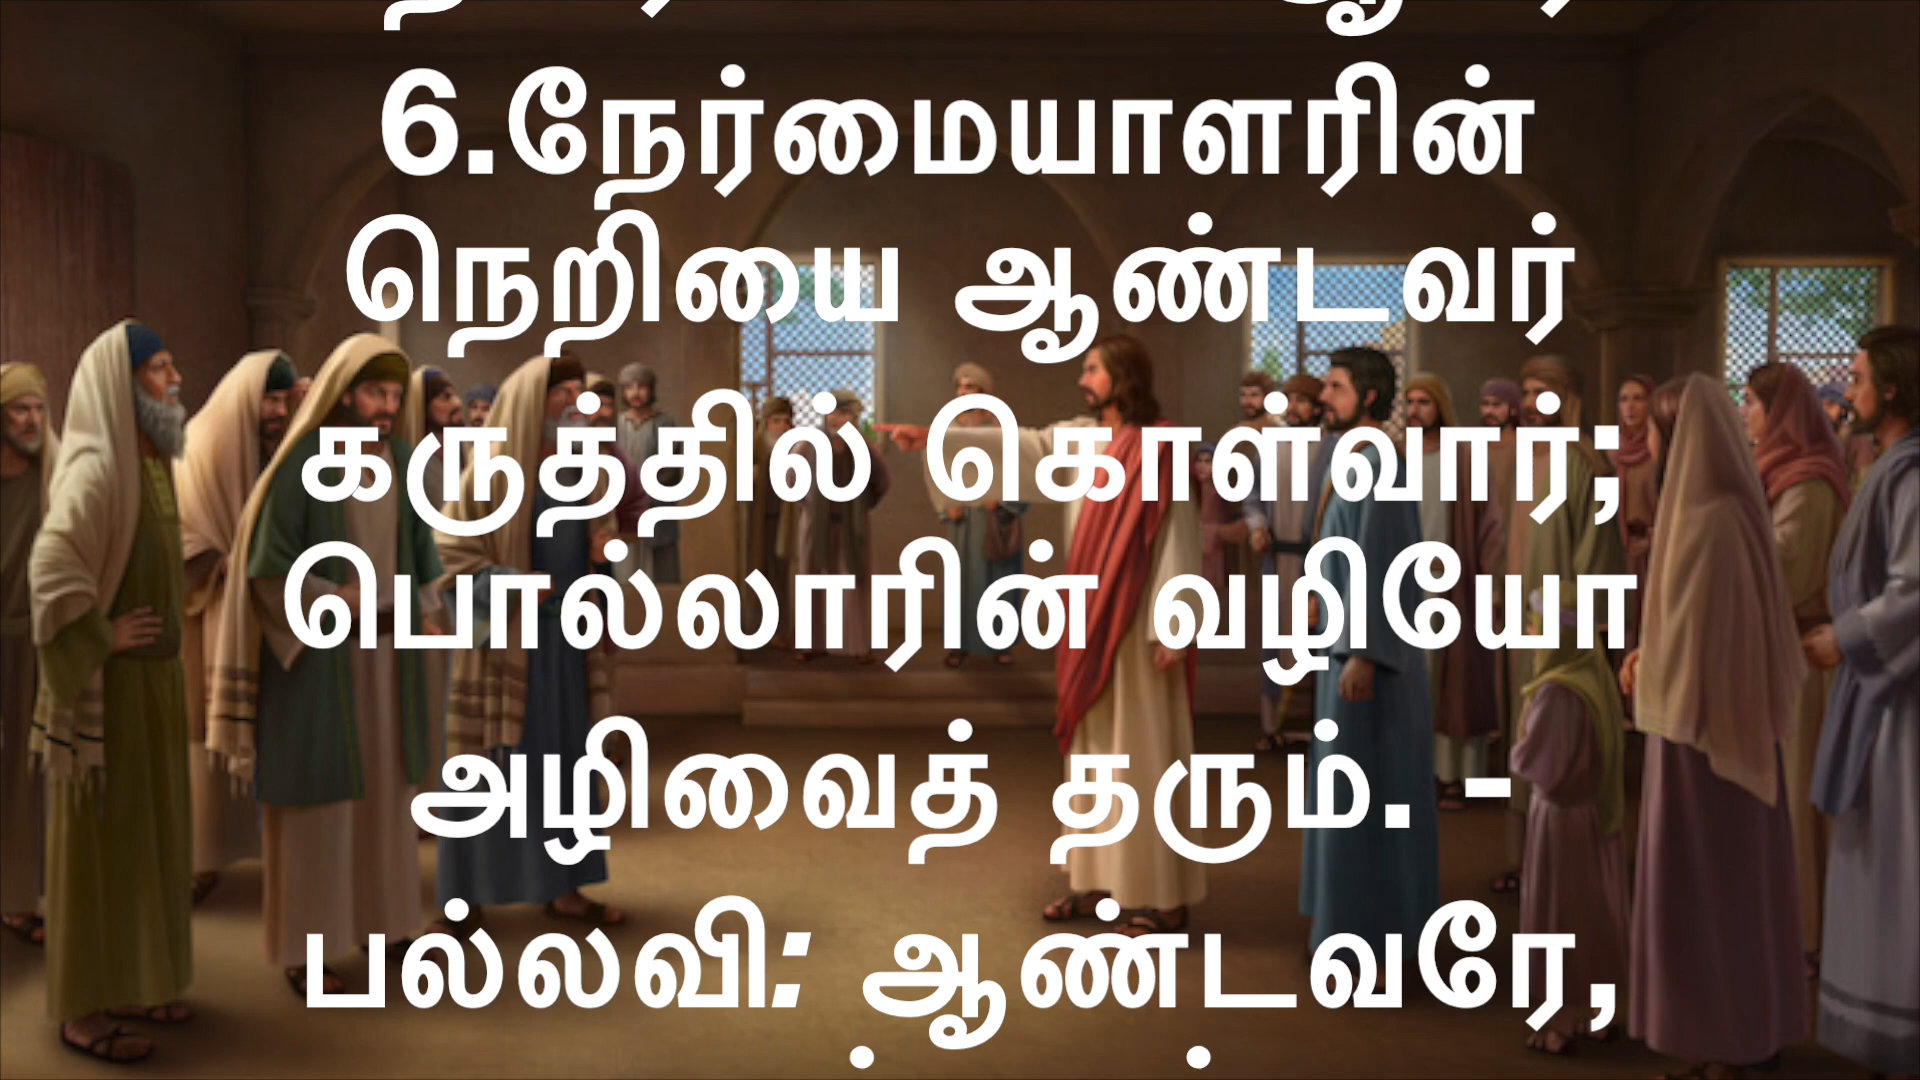 6.நேர்மையாளரின்
நெறியை ஆண்டவர்
கருத்தில் கொள்வார்;
பொல்லாரின் வழியோ
அழிவைத் தரும். -
பல்லவி: ஆண்டவரே,